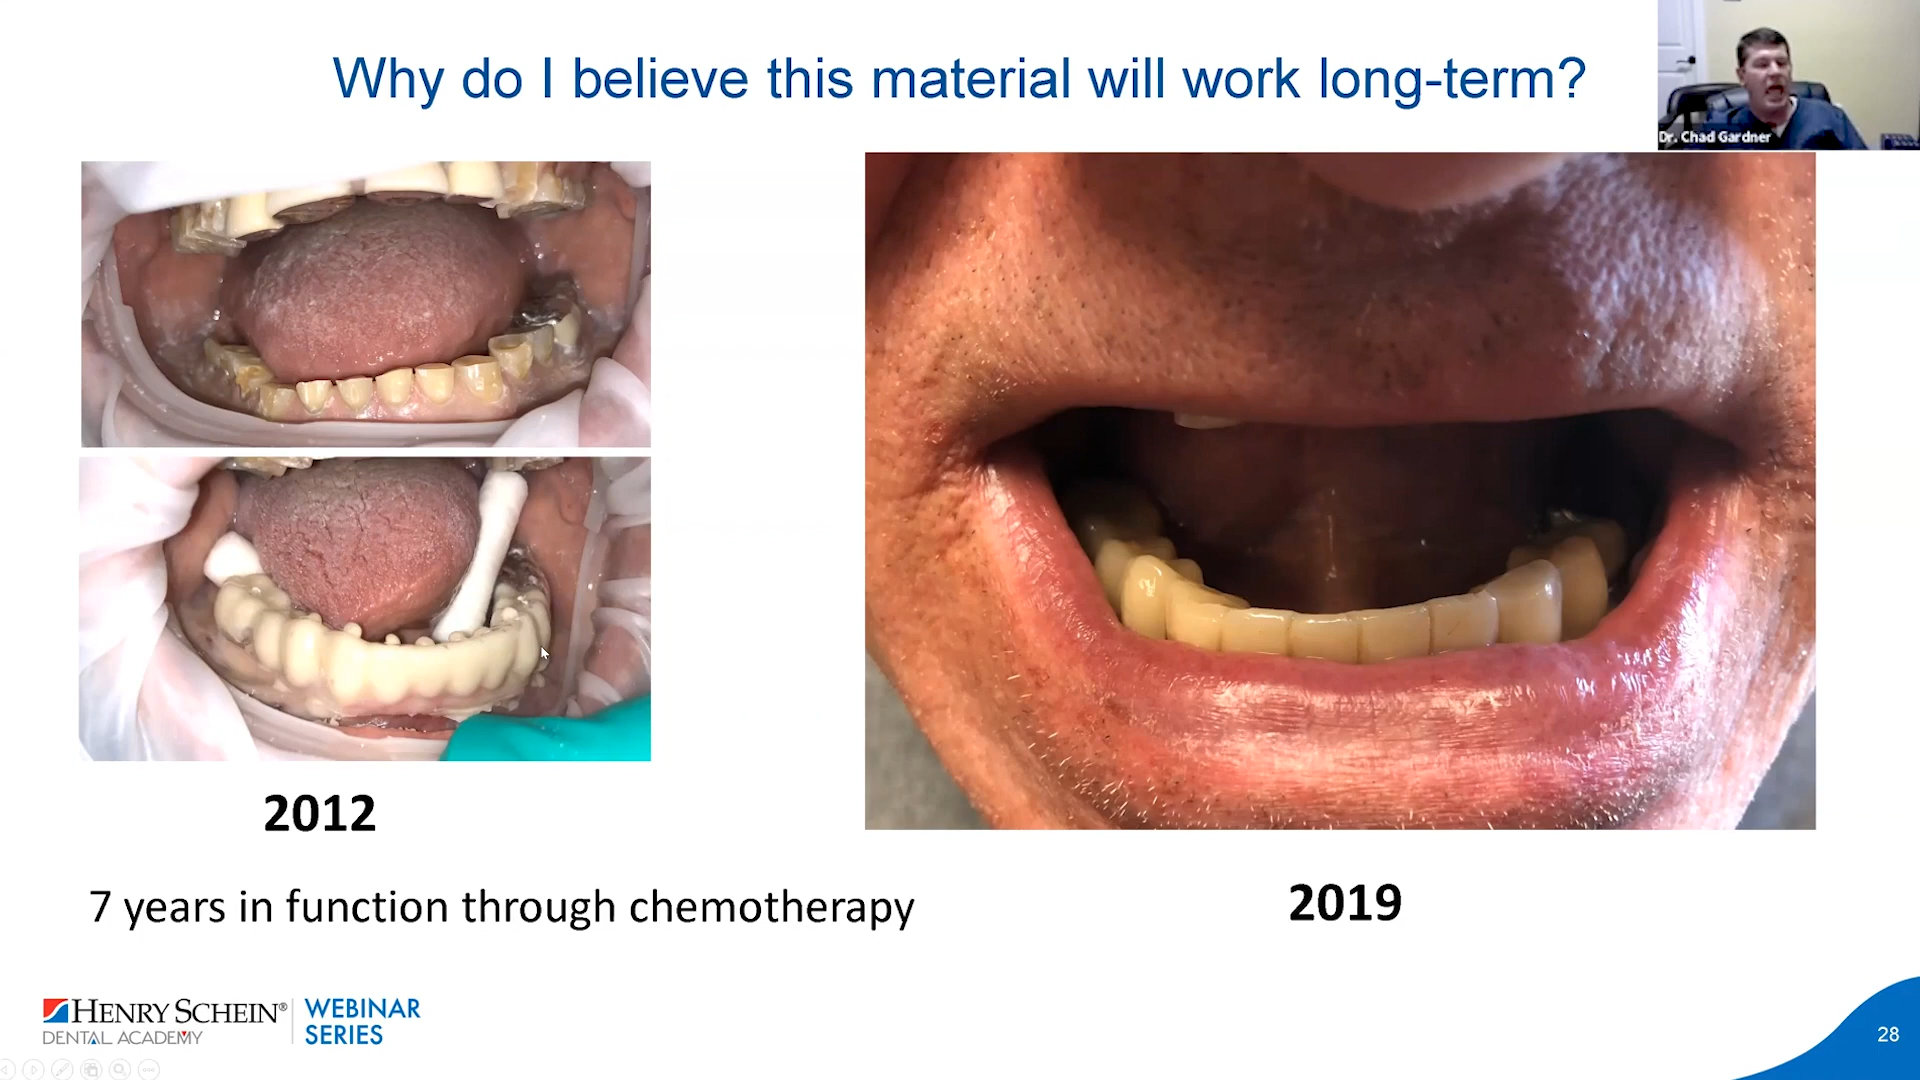 Why do I believe this material will work long-term?
Dr. Chad Gardner
2012
7 years in function through chemotherapy
2019
HENRY SCHEIN®
DENTAL ACADEMY
WEBINAR
SERIES
28